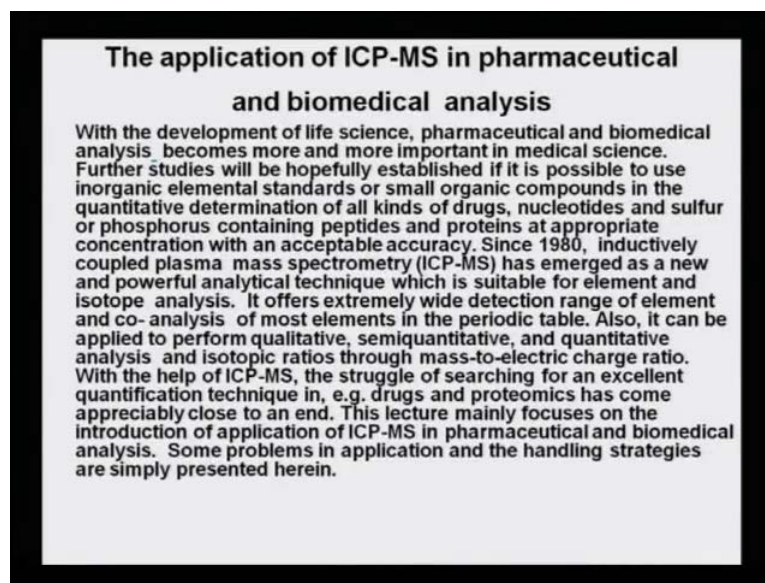 The application of ICP-MS in pharmaceutical
and biomedical analysis
With the development of life science, pharmaceutical and biomedical
analysis becomes more and more important in medical science.
Further studies will be hopefully established if it is possible to use
inorganic elemental standards or small organic compounds in the
quantitative determination of all kinds of drugs, nucleotides and sulfur
or phosphorus containing peptides and proteins at appropriate
concentration with an acceptable accuracy. Since 1980, inductively
coupled plasma mass spectrometry (ICP-MS) has emerged as a new
and powerful analytical technique which is suitable for element and
isotope analysis. It offers extremely wide detection range of element
and co- analysis of most elements in the periodic table. Also, it can be
applied to perform qualitative, semiquantitative, and quantitative
analysis and isotopic ratios through mass-to-electric charge ratio.
With the help of ICP-MS, the struggle of searching for an excellent
quantification technique in, e.g. drugs and proteomics has come
appreciably close to an end. This lecture mainly focuses on the
introduction of application of ICP-MS in pharmaceutical and biomedical
analysis. Some problems in application and the handling strategies
are simply presented herein.